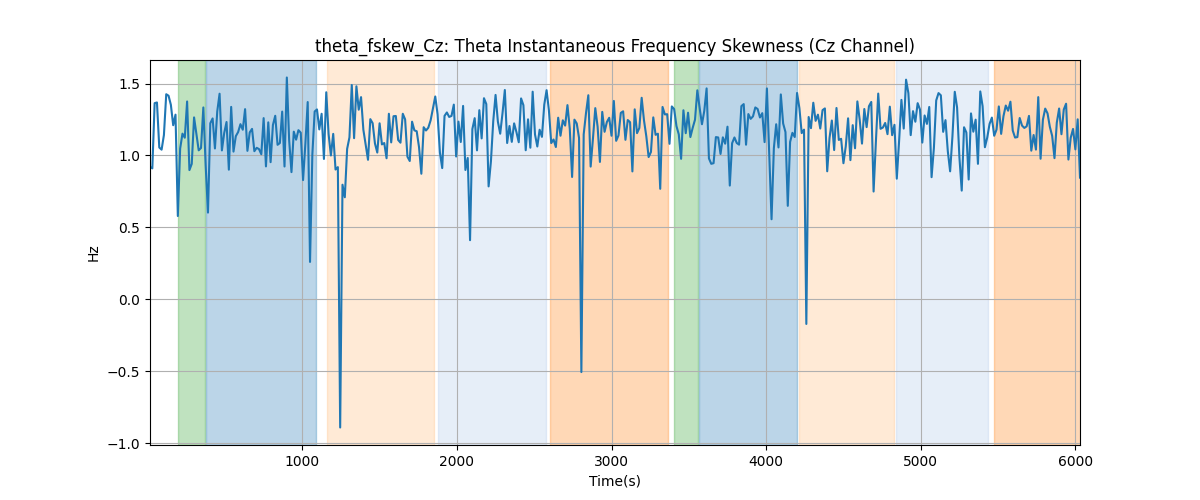 theta_fskew_Cz: Theta Instantaneous Frequency Skewness (Cz Channel)
1.5
1.0
0.5
0.0
−0.5
−1.0
Hz
1000 2000 3000 4000 5000 6000
Time(s)